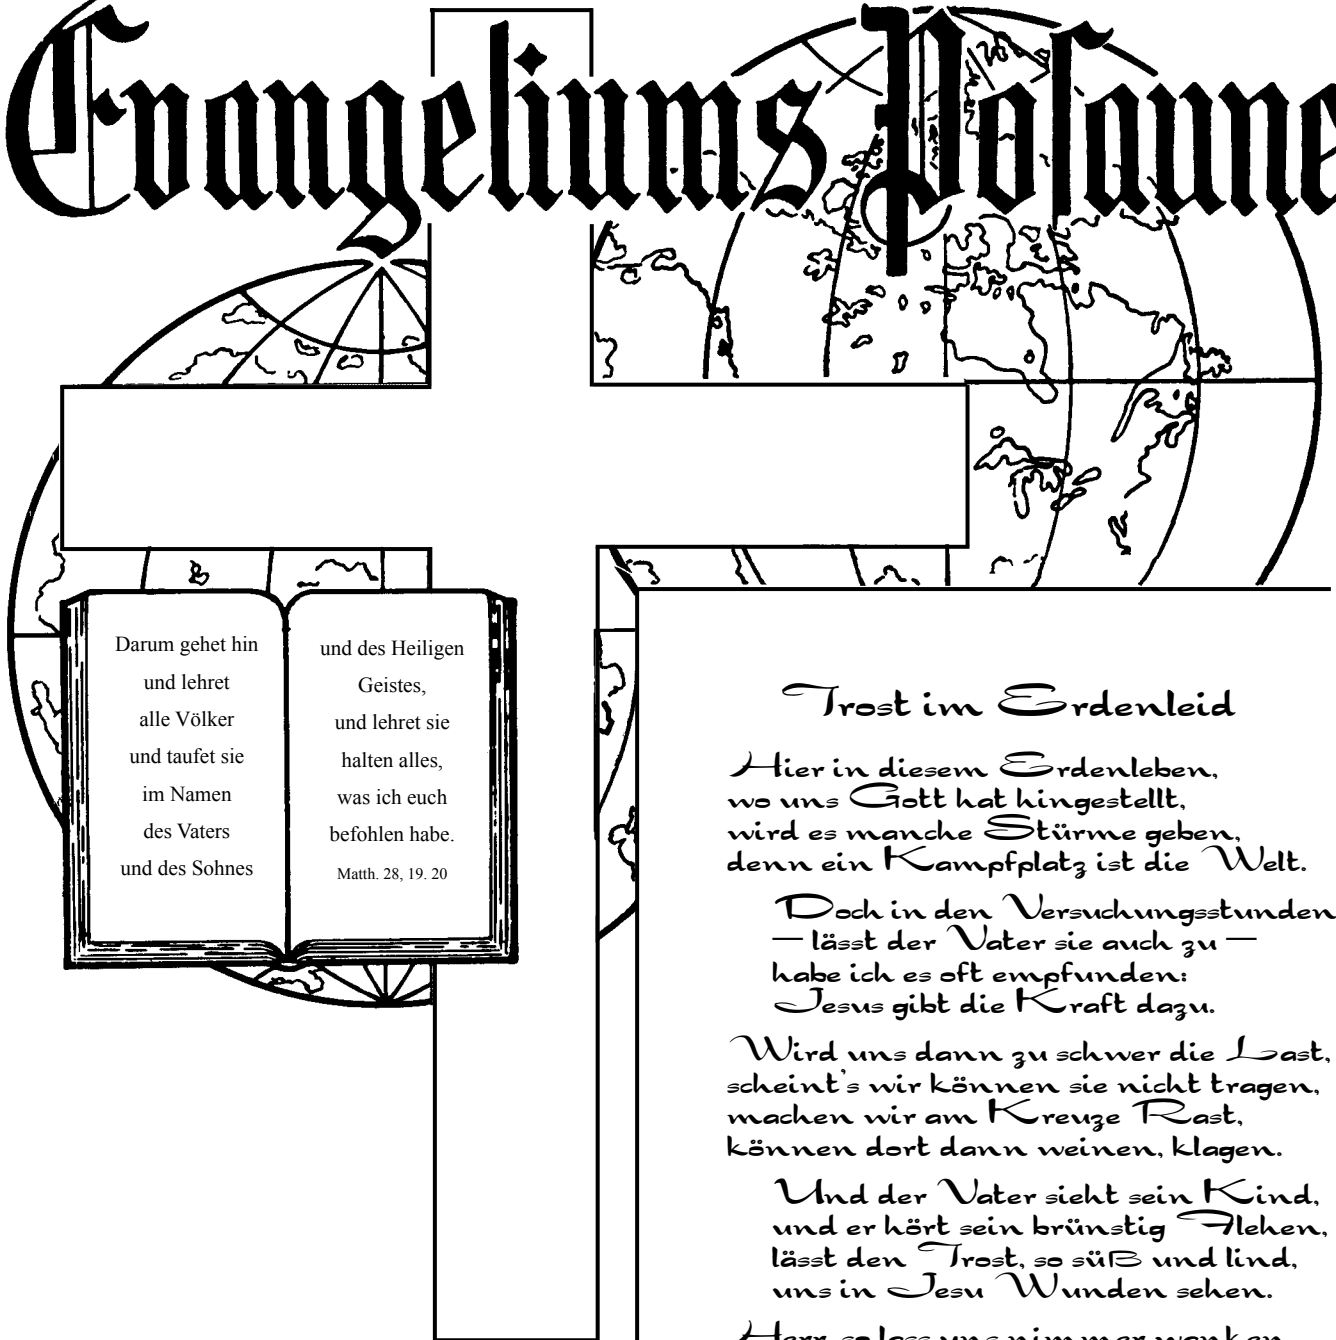 Evangeliums Posaune
Darum gehet hin
und lehret
alle Völker
und taufet sie
im Namen
des Vaters
und des Sohnes
und des Heiligen
Geistes,
und lehret sie
halten alles,
was ich euch
befohlen habe.
Matth. 28, 19. 20
Trost im Erdenleid
Hier in diesem Erdenleben,
wo uns Gott hat hingestellt,
wird es manche Stürme geben,
denn ein Kampfplatz ist die Welt.
Doch in den Versuchungsstunden
— lässt der Vater sie auch zu —
habe ich es oft empfunden:
Jesus gibt die Kraft dazu.
Wird uns dann zu schwer die Last,
scheint's wir können sie nicht tragen,
machen wir am Kreuze Rast,
können dort dann weinen, klagen.
Und der Vater sieht sein Kind,
und er hört sein brünstig Flehen,
lässt den Trost, so süß und lind,
uns in Jesu Wunden sehen.
Herr, so lass uns nimmer wanken